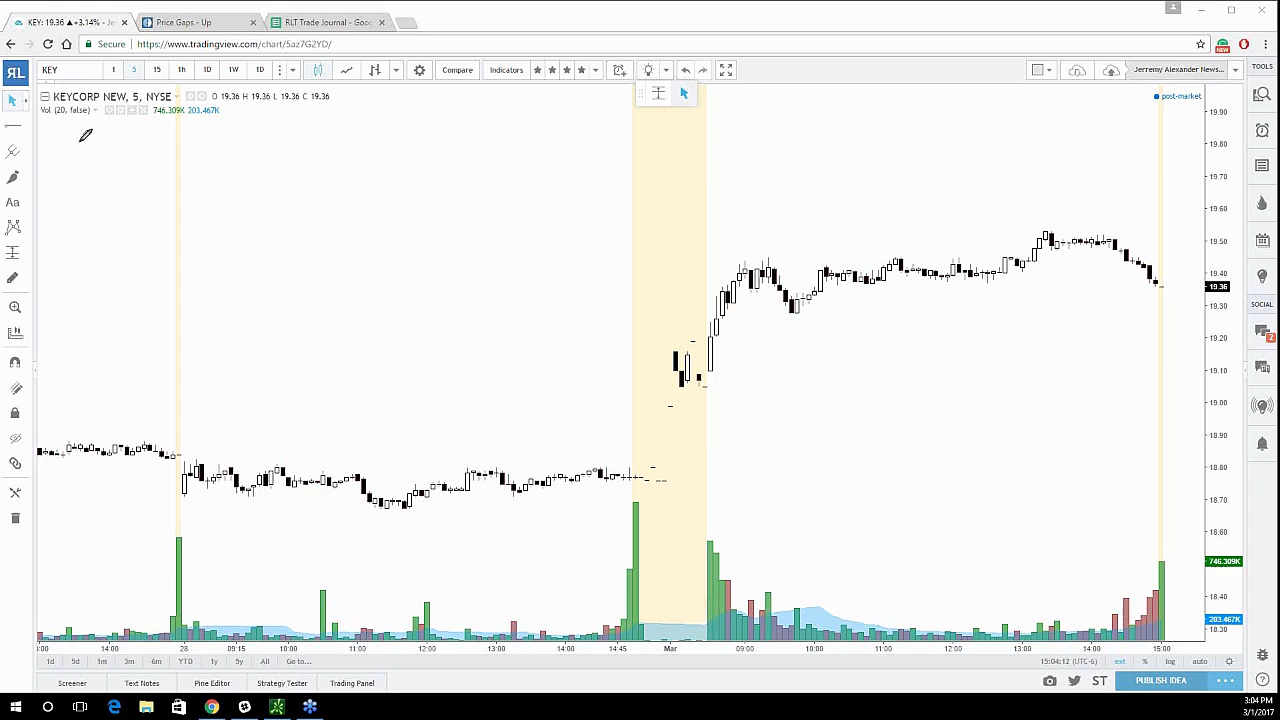 KEY: 19.36 ▲+3.14% - Je
Price Gaps - Up
RLT Trade Journal - Goog
Secure
https://www.tradingview.com/chart/5az7G2YD/
KEY 1 5 15 1h 1D 1W 1D Compare Indicators Jerremy Alexander News...
RL
TOOLS
KEYCORP NEW, 5, NYSE O 19.36 H 19.36 L 19.36 C 19.36
post-market
Vol (20, false) 746.309K 203.467K
Aa
19.90
19.80
19.70
19.60
19.50
19.40
19.36
19.30
19.20
19.10
19.00
18.90
18.80
18.70
18.60
746.309K
18.40
203.467K
18.30
SOCIAL
2
28 10:00 11:00 12:00 13:00 14:00 14:45 Mar 09:00 10:00 11:00 12:00 13:00 14:00 15:00
1d 5d 1m 3m 6m YTD 1y 5y All Go to... 15:04:12 (UTC-6) ext % log auto
Screener Text Notes Pine Editor Strategy Tester Trading Panel ST PUBLISH IDEA
3:04 PM
3/1/2017